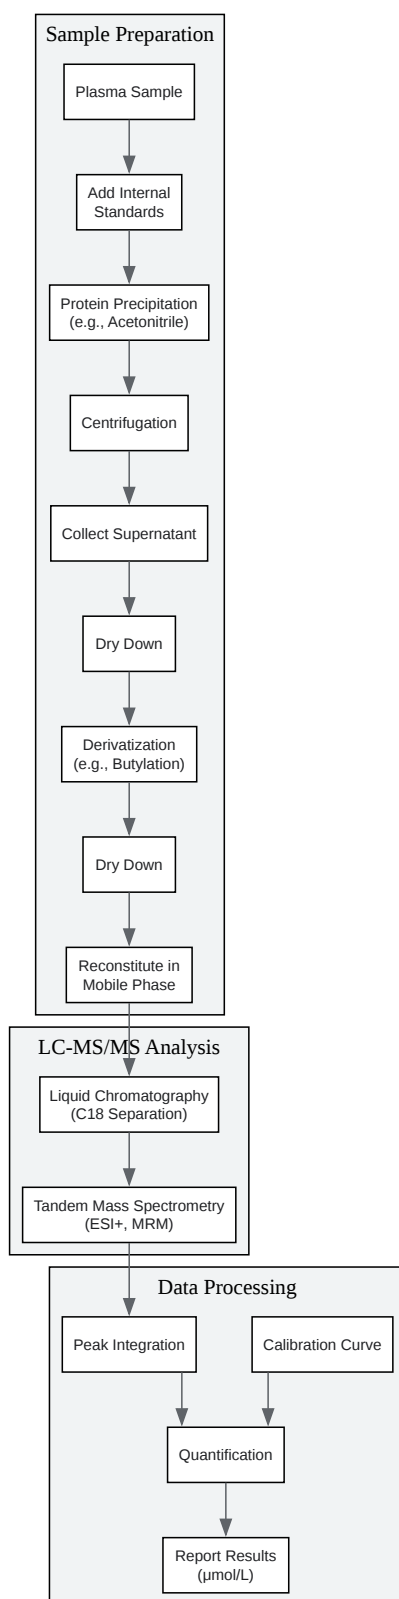 Sample Preparation
Plasma Sample
Add Internal
Standards
Protein Precipitation
(e.g., Acetonitrile)
Centrifugation
Collect Supernatant
Dry Down
Derivatization
(e.g., Butylation)
Dry Down
Reconstitute in
Mobile Phase
LC-MS/MS Analysis
Liquid Chromatography
(C18 Separation)
Tandem Mass Spectrometry
(ESI+, MRM)
Data Processing
Peak Integration
Calibration Curve
Quantification
Report Results
(μmol/L)